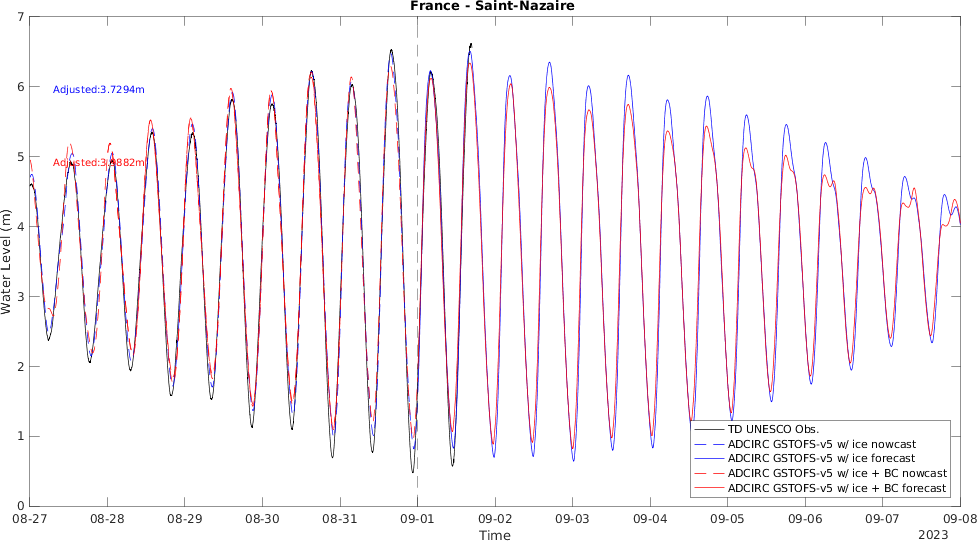 France - Saint-Nazaire
Water Level (m)
7
6
5
4
3
2
1
0
Adjusted:3.7294m
TD UNESCO Obs.
ADCIRC GSTOFS-v5 w/ ice nowcast
ADCIRC GSTOFS-v5 w/ ice forecast
ADCIRC GSTOFS-v5 w/ ice + BC nowcast
ADCIRC GSTOFS-v5 w/ ice + BC forecast
08-27 08-28 08-29 08-30 08-31 09-01 09-02 09-03 09-04 09-05 09-06 09-07 09-08
Time
2023